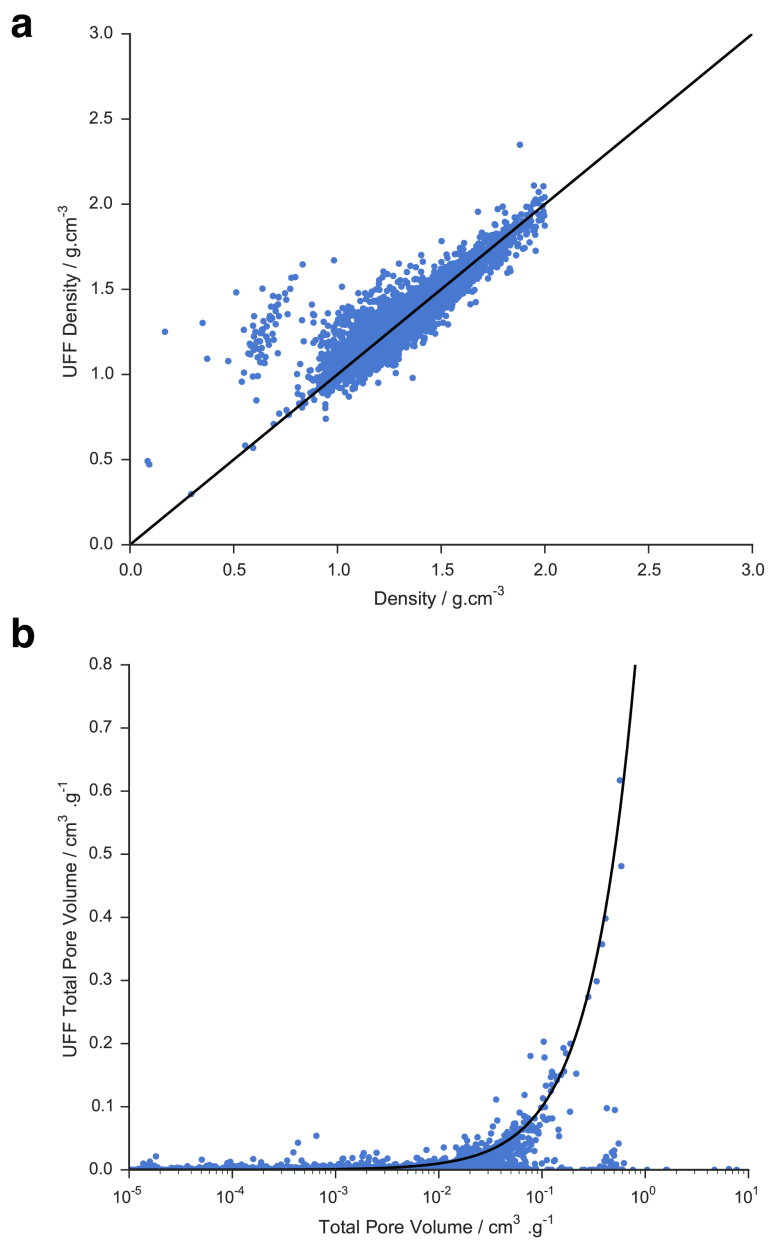 a
3.0
2.5
2.0
1.5
1.0
0.5
0.0
UFF Density / g.cm⁻³
0.0 0.5 1.0 1.5 2.0 2.5 3.0
Density / g.cm⁻³
b
0.8
0.7
0.6
0.5
0.4
0.3
0.2
0.1
0.0
UFF Total Pore Volume / cm³ .g⁻¹
10⁻⁵ 10⁻⁴ 10⁻³ 10⁻² 10⁻¹ 10⁰ 10¹
Total Pore Volume / cm³ .g⁻¹